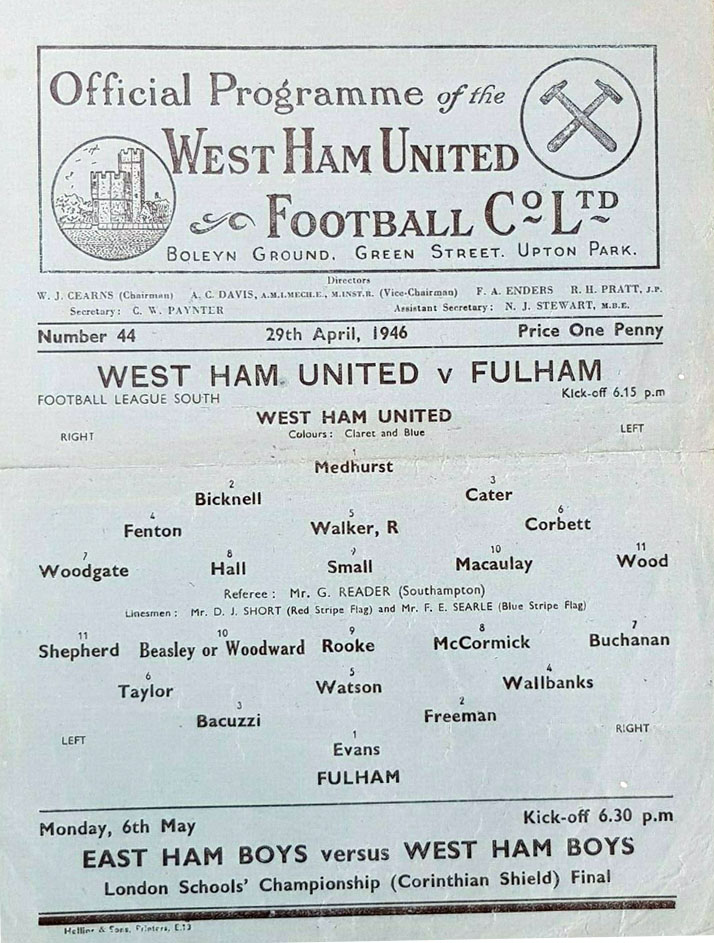 Official Programme of the
WEST HAM UNITED
FOOTBALL Cº LTD
BOLEYN GROUND. GREEN STREET. UPTON PARK.
Directors
W. J. CEARNS (Chairman) A. C. DAVIS, A.M.I.MECH.E., M.INST.R. (Vice-Chairman) F. A. ENDERS R. H. PRATT, J.P.
Secretary: C. W. PAYNTER Assistant Secretary: N. J. STEWART, M.B.E.
Number 44 29th April, 1946 Price One Penny
WEST HAM UNITED v FULHAM
FOOTBALL LEAGUE SOUTH Kick-off 6.15 p.m
WEST HAM UNITED
RIGHT Colours: Claret and Blue LEFT
1
Medhurst
2 3
Bicknell Cater
4 5 6
Fenton Walker, R Corbett
7 8 9 10 11
Woodgate Hall Small Macaulay Wood
Referee: Mr. G. READER (Southampton)
Linesmen: Mr. D. J. SHORT (Red Stripe Flag) and Mr. F. E. SEARLE (Blue Stripe Flag)
11 10 9 8 7
Shepherd Beasley or Woodward Rooke McCormick Buchanan
6 5 4
Taylor Watson Wallbanks
3 2
Bacuzzi Freeman
LEFT 1 RIGHT
Evans
FULHAM
Monday, 6th May Kick-off 6.30 p.m
EAST HAM BOYS versus WEST HAM BOYS
London Schools' Championship (Corinthian Shield) Final
& Sons, Printers, E.13